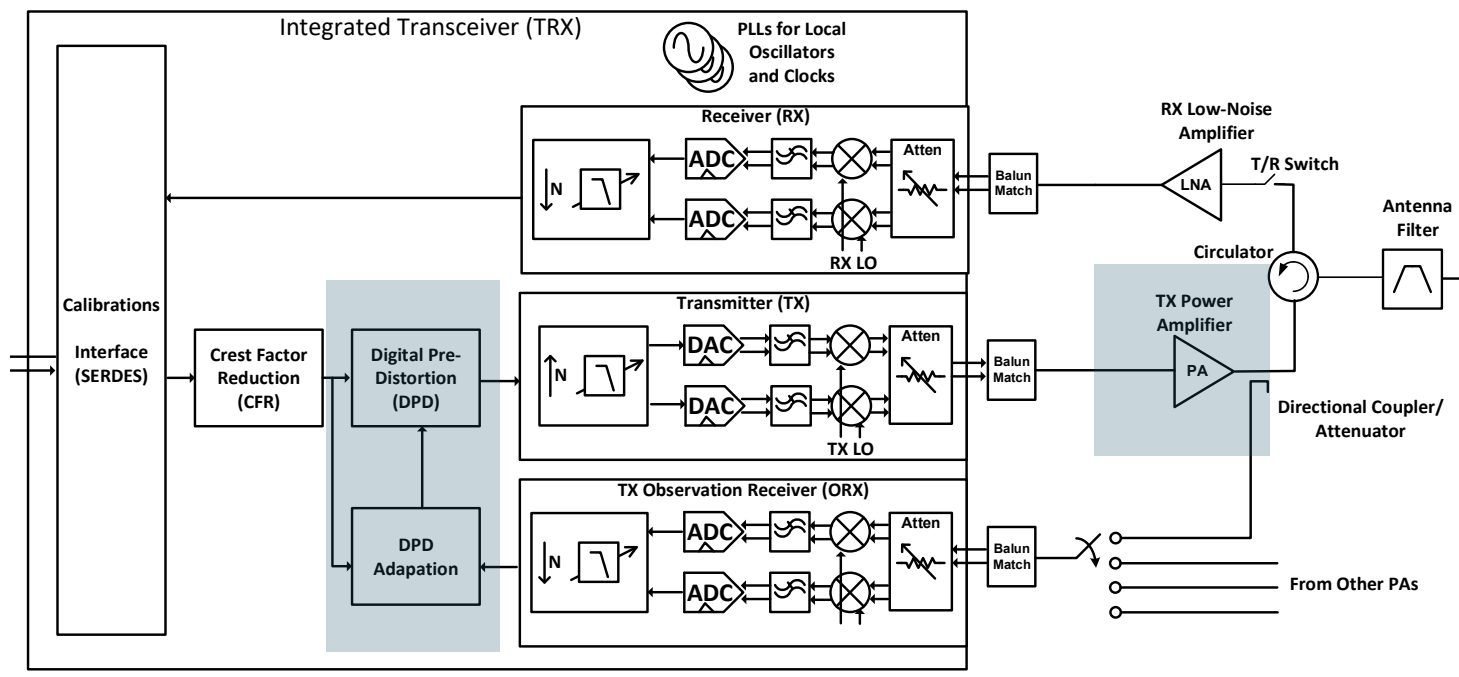 Integrated Transceiver (TRX)
PLLs for Local
Oscillators
and Clocks
Calibrations
Interface
(SERDES)
Receiver (RX)
N
ADC
ADC
RX LO
Atten
Balun
Match
RX Low-Noise
Amplifier
LNA
T/R Switch
Circulator
Antenna
Filter
Crest Factor
Reduction
(CFR)
Digital Pre-
Distortion
(DPD)
Transmitter (TX)
N
DAC
DAC
TX LO
Atten
Balun
Match
TX Power
Amplifier
PA
Directional Coupler/
Attenuator
DPD
Adapation
TX Observation Receiver (ORX)
N
ADC
ADC
Atten
Balun
Match
From Other PAs